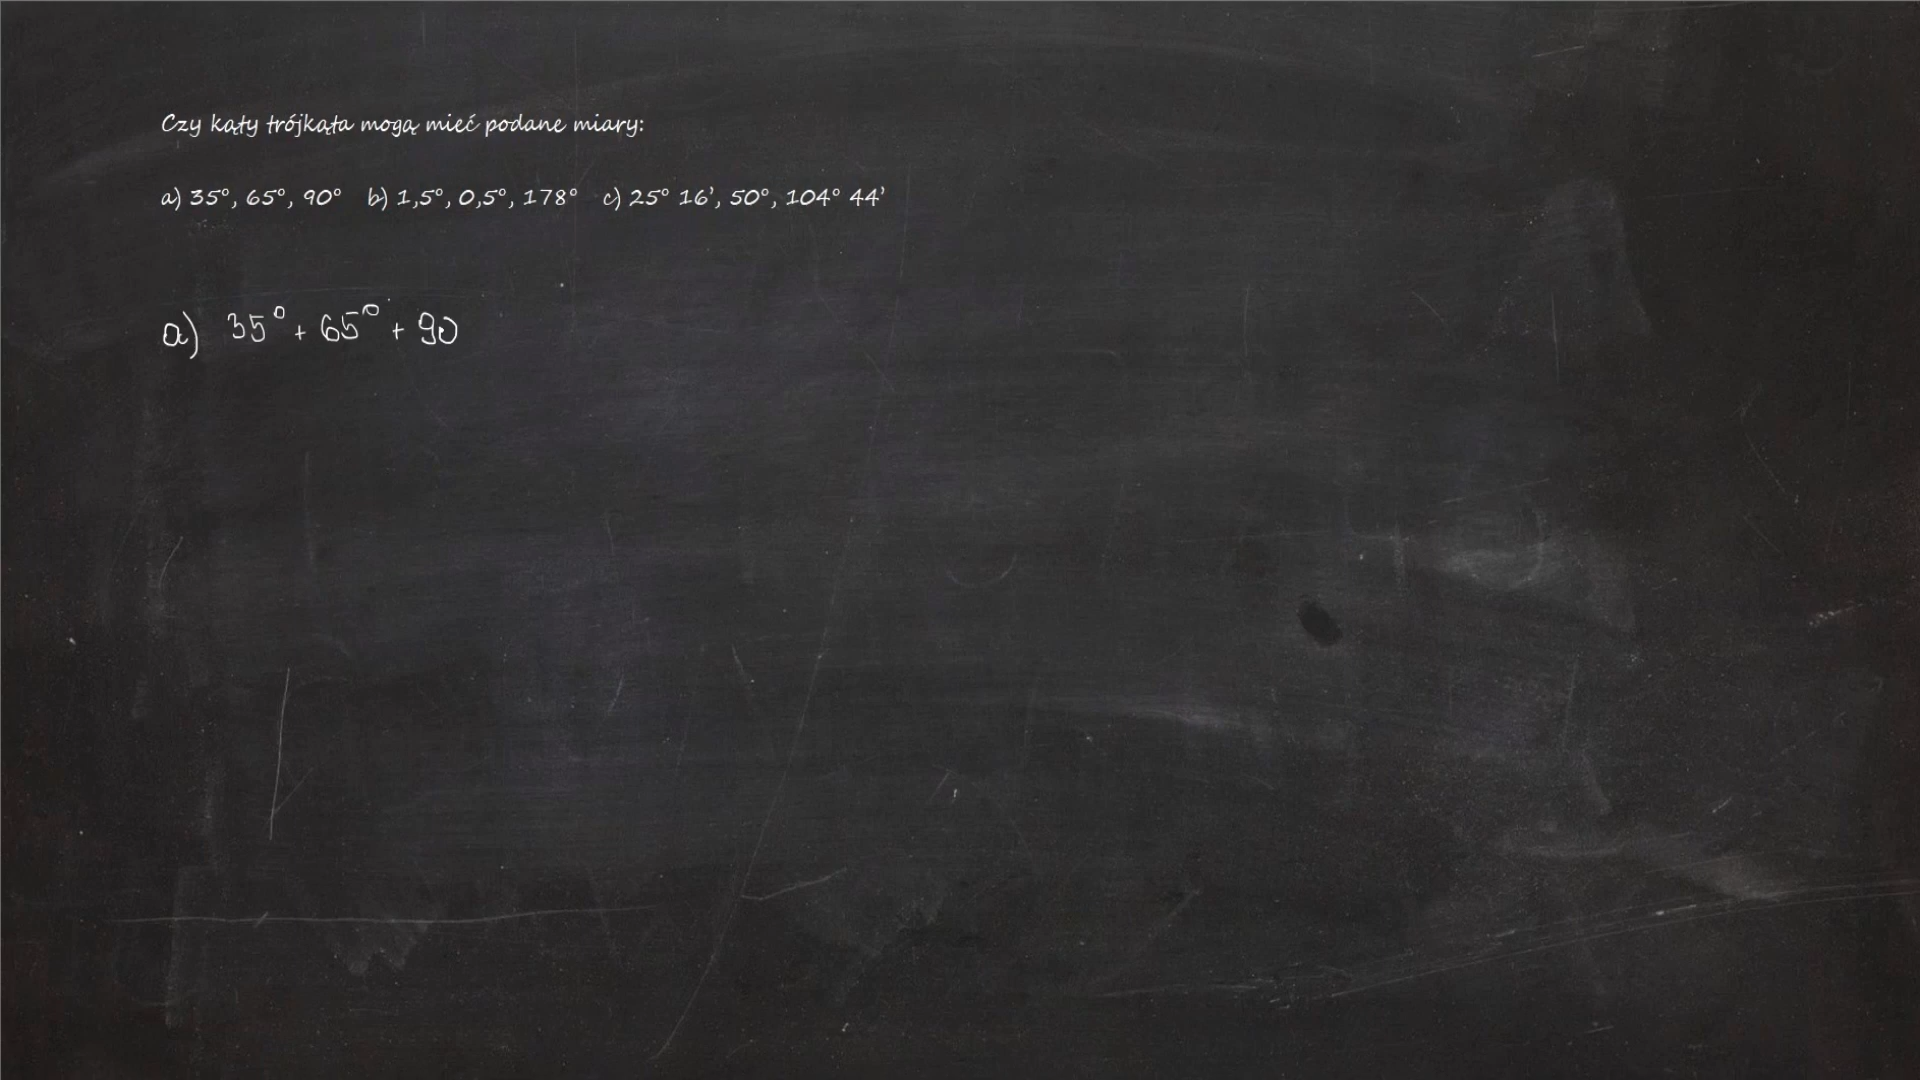 Czy kąty trójkąta mogą mieć podane miary:
a) 35°, 65°, 90° b) 1,5°, 0,5°, 178° c) 25° 16', 50°, 104° 44'
a) 35° + 65° + 90